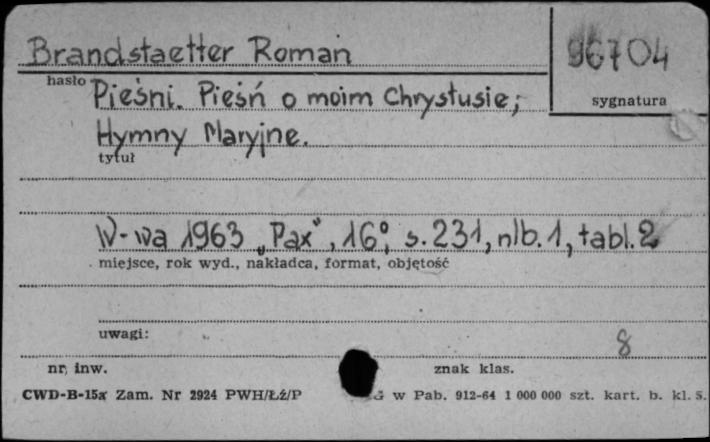 Brandstaetter Roman
96704
hasło
Pieśni. Pieśń o moim Chrystusie;
sygnatura
Hymny Maryjne.
tytuł
W-wa 1963 „Pax", 16°, s. 231, nlb. 1, tabl. 2
miejsce, rok wyd., nakładca, format, objętość
uwagi:
8
nr. inw.
znak klas.
CWD-B-15a Zam. Nr 2924 PWH/Łź/P G w Pab. 912-64 1 000 000 szt. kart. b. kl. 5.